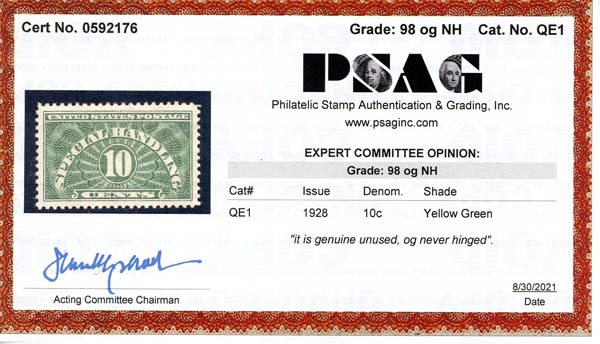 Cert No. 0592176
Grade: 98 og NH Cat. No. QE1
PSAG
Philatelic Stamp Authentication & Grading, Inc.
www.psaginc.com
UNITED STATES POSTAGE
SPECIAL HANDLING
10
CENTS
EXPERT COMMITTEE OPINION:
Grade: 98 og NH
Cat# Issue Denom. Shade
QE1 1928 10c Yellow Green
"it is genuine unused, og never hinged".
Acting Committee Chairman
8/30/2021
Date